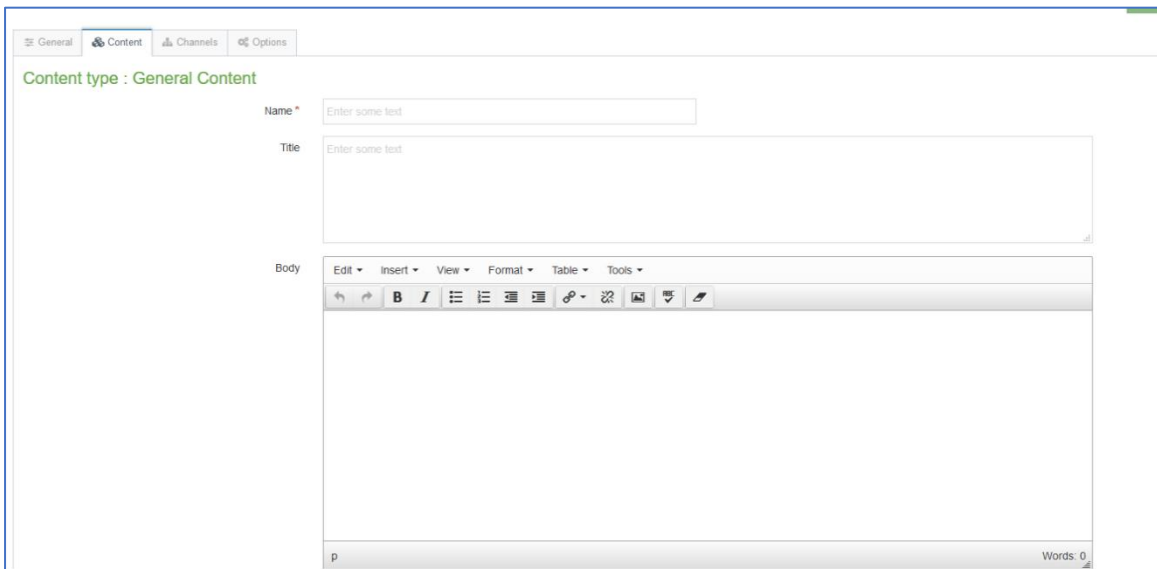 General Content Channels Options
Content type : General Content
Name *
Enter some text
Title
Enter some text
Body
Edit Insert View Format Table Tools
B I
p Words: 0